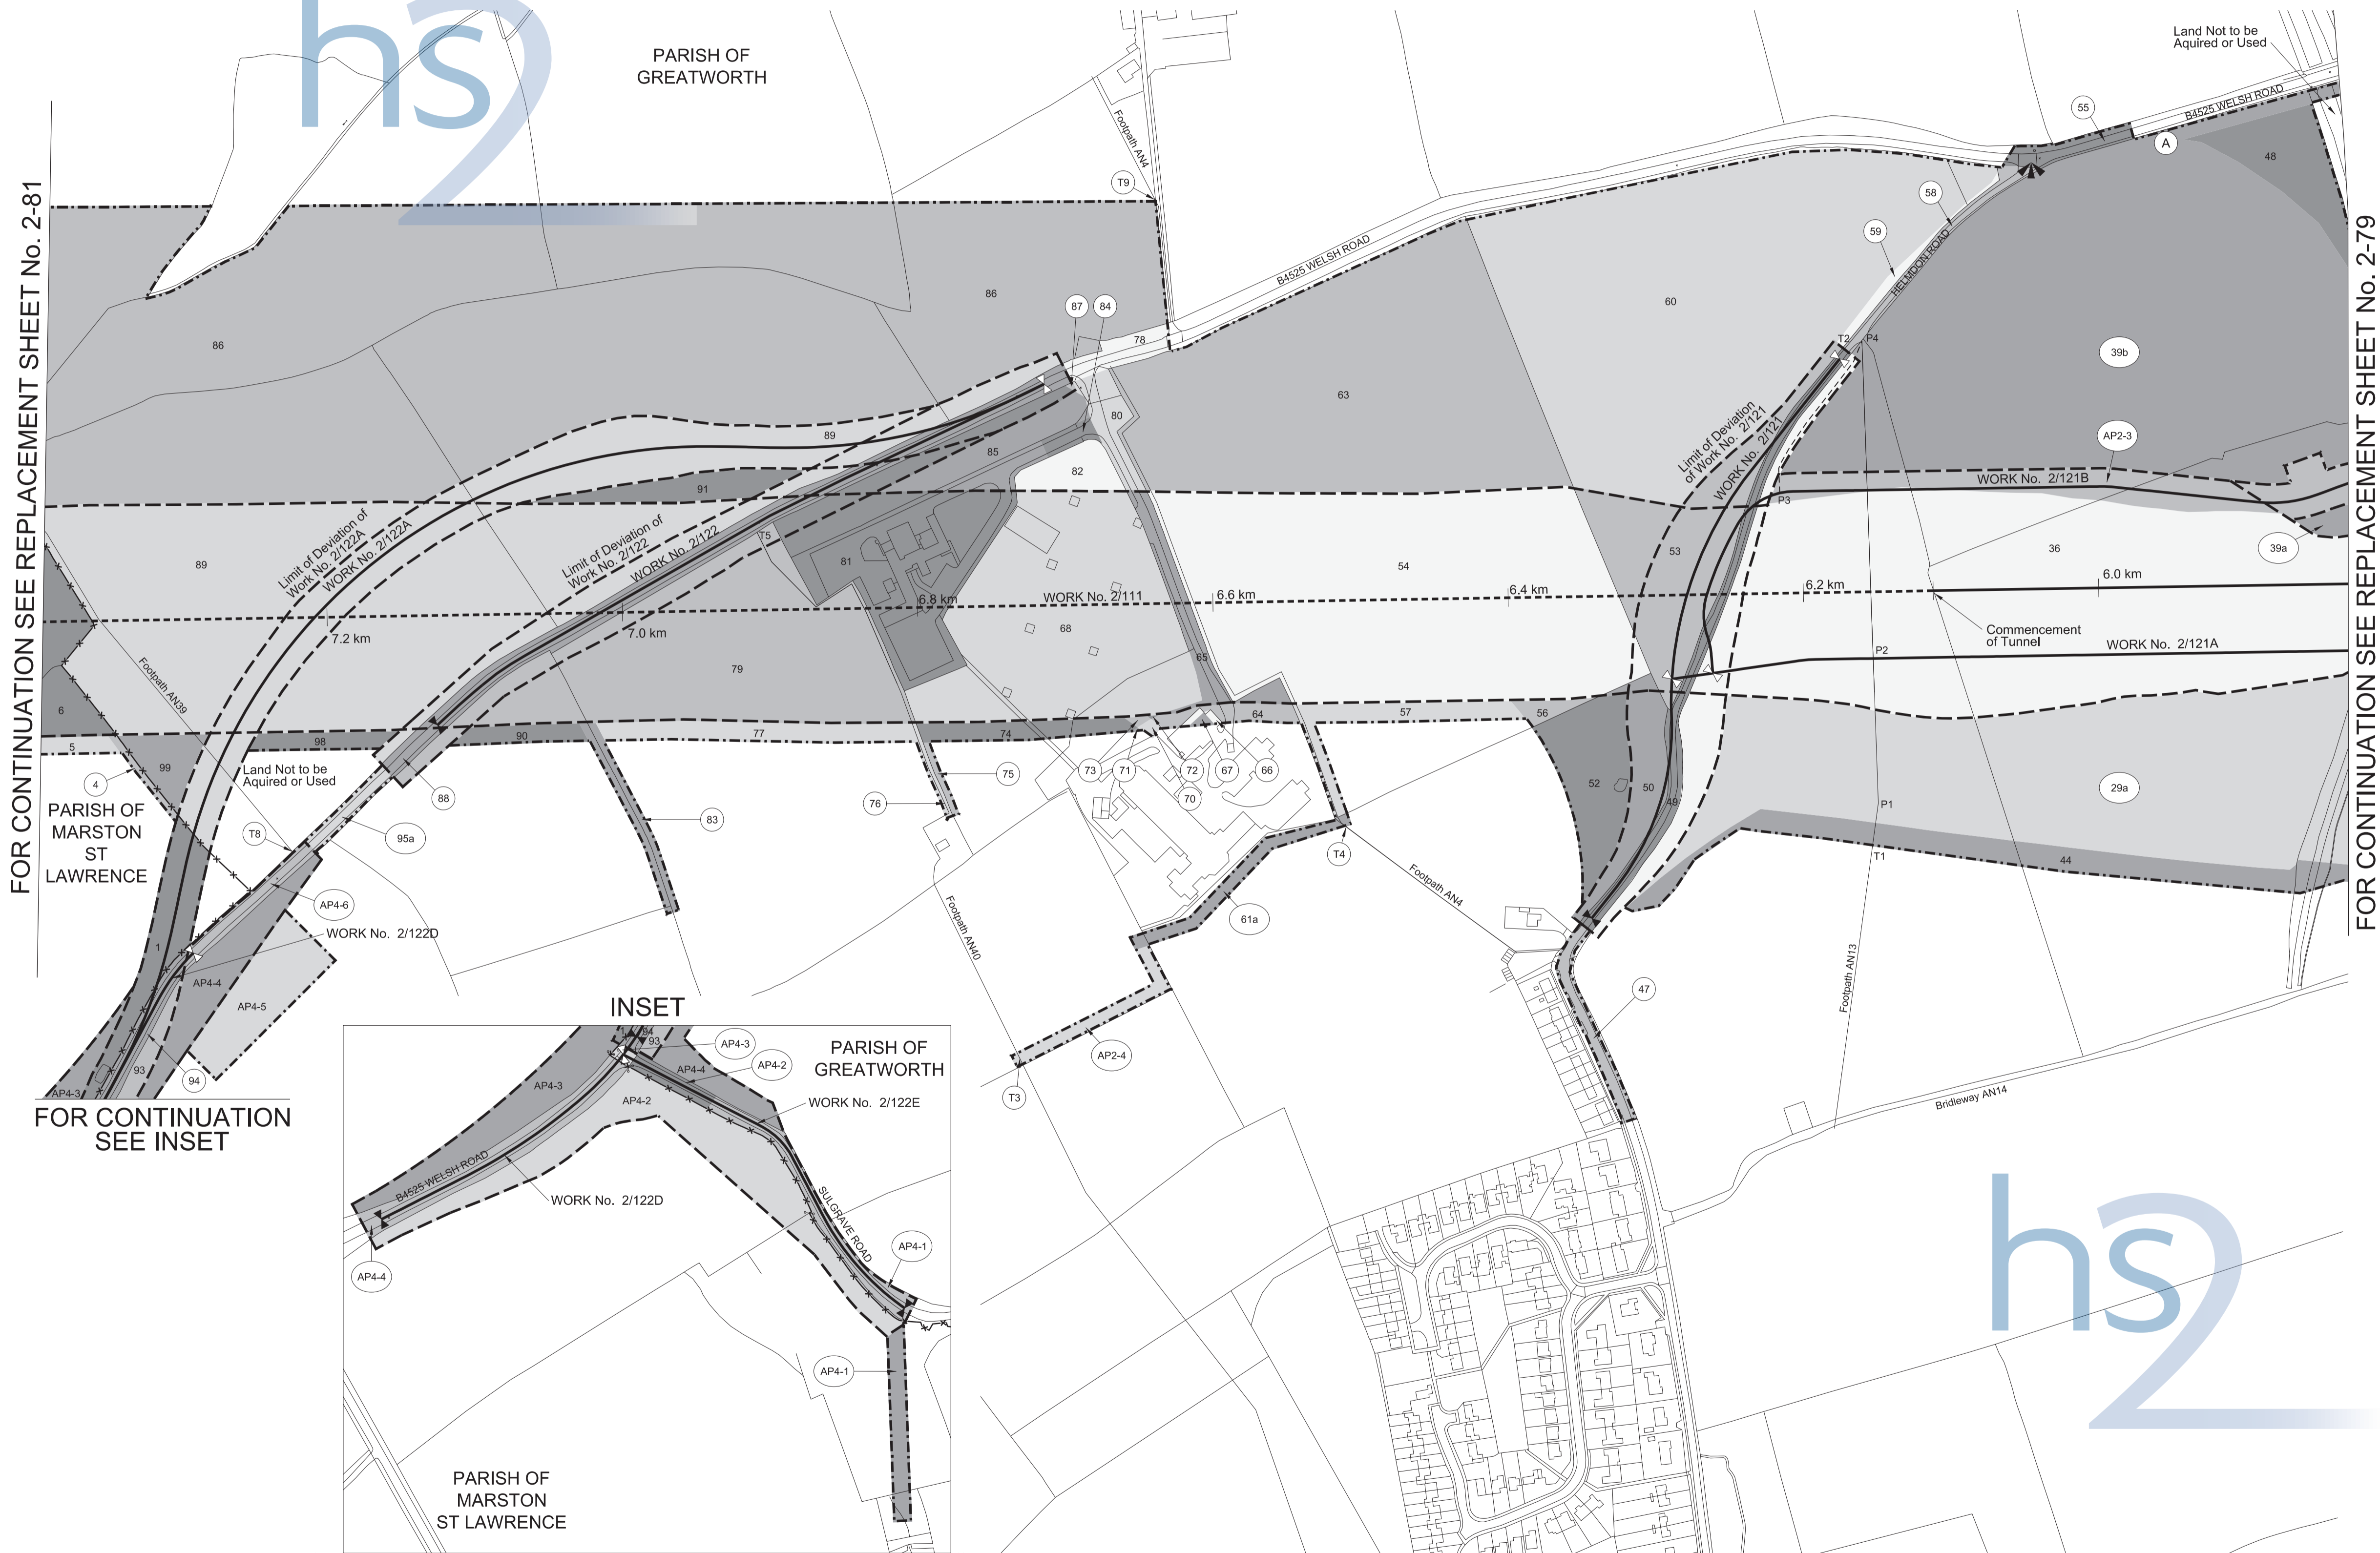 hs2
PARISH OF
GREATWORTH
Land Not to be
Aquired or Used
B4525 WELSH ROAD
55
A
48
Footpath AN4
T9
58
59
HELMDON ROAD
B4525 WELSH ROAD
FOR CONTINUATION SEE REPLACEMENT SHEET No. 2-81
FOR CONTINUATION SEE REPLACEMENT SHEET No. 2-79
86
86
87
84
78
60
63
T2
P4
39b
80
89
85
82
91
Limit of Deviation
of Work No. 2/121
WORK No. 2/121
AP2-3
WORK No. 2/121B
P3
Limit of Deviation of
Work No. 2/122A
WORK No. 2/122A
Limit of Deviation of
Work No. 2/122
WORK No. 2/122
T5
81
89
54
53
36
39a
7.2 km
7.0 km
6.8 km
WORK No. 2/111
6.6 km
6.4 km
6.2 km
6.0 km
Commencement
of Tunnel
68
65
79
P2
WORK No. 2/121A
Footpath AN39
6
5
98
90
77
74
64
57
56
99
Land Not to be
Aquired or Used
4
PARISH OF
MARSTON
ST
LAWRENCE
88
83
75
76
73
71
72
67
66
70
52
50
49
29a
P1
T1
44
T8
95a
T4
Footpath AN4
AP4-6
WORK No. 2/122D
1
AP4-4
AP4-5
61a
Footpath AN40
Footpath AN13
47
AP2-4
T3
Bridleway AN14
93
94
AP4-3
FOR CONTINUATION
SEE INSET
INSET
1
94
93
AP4-3
AP4-2
AP4-4
PARISH OF
GREATWORTH
AP4-3
AP4-2
WORK No. 2/122E
B4525 WELSH ROAD
WORK No. 2/122D
SULGRAVE ROAD
AP4-1
AP4-4
AP4-1
PARISH OF
MARSTON
ST LAWRENCE
hs2